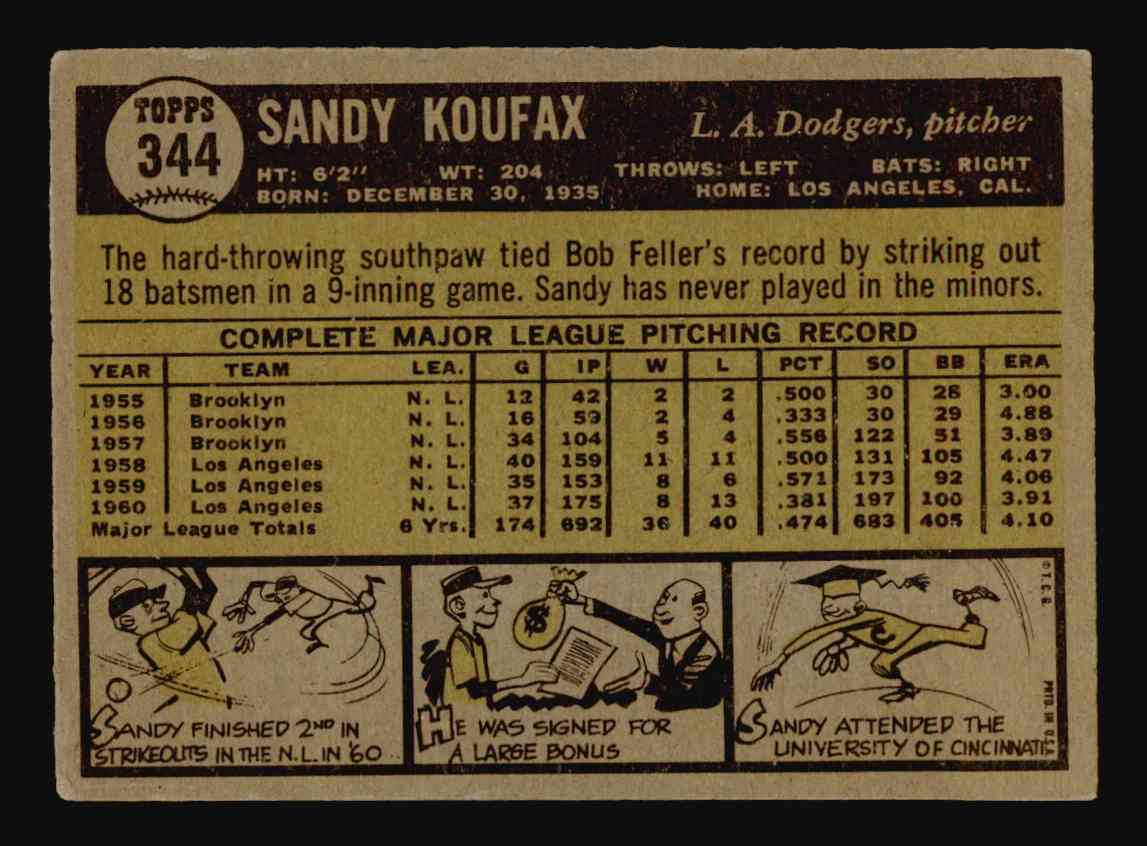 TOPPS
344
SANDY KOUFAX
L. A. Dodgers, pitcher
HT: 6'2" WT: 204 THROWS: LEFT BATS: RIGHT
BORN: DECEMBER 30, 1935 HOME: LOS ANGELES, CAL.
The hard-throwing southpaw tied Bob Feller's record by striking out
18 batsmen in a 9-inning game. Sandy has never played in the minors.
COMPLETE MAJOR LEAGUE PITCHING RECORD
YEAR TEAM LEA. G IP W L PCT SO BB ERA
1955 Brooklyn N. L. 12 42 2 2 .500 30 28 3.00
1956 Brooklyn N. L. 16 59 2 4 .333 30 29 4.88
1957 Brooklyn N. L. 34 104 5 4 .556 122 51 3.89
1958 Los Angeles N. L. 40 159 11 11 .500 131 105 4.47
1959 Los Angeles N. L. 35 153 8 6 .571 173 92 4.06
1960 Los Angeles N. L. 37 175 8 13 .381 197 100 3.91
Major League Totals 6 Yrs. 174 692 36 40 .474 683 405 4.10
SANDY FINISHED 2ND IN
STRIKEOUTS IN THE N.L. IN '60
$
HE WAS SIGNED FOR
A LARGE BONUS
SANDY ATTENDED THE
UNIVERSITY OF CINCINNATI
© T. C. G.
PRTD. IN U.S.A.